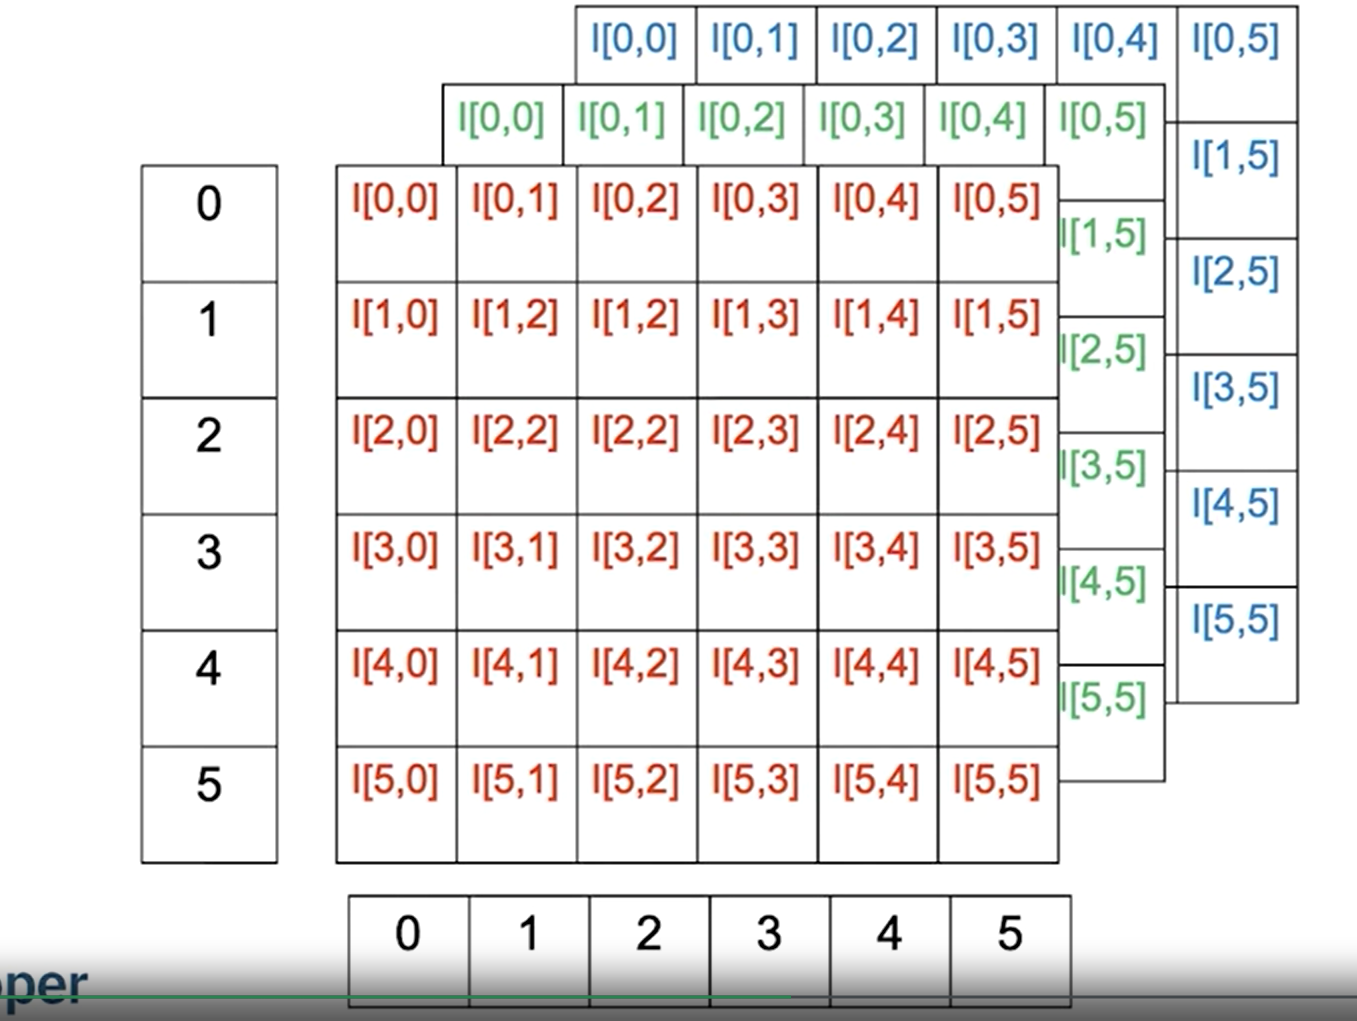 I[0,0] I[0,1] I[0,2] I[0,3] I[0,4] I[0,5]
I[0,0] I[0,1] I[0,2] I[0,3] I[0,4] I[0,5]
I[1,5]
0 I[0,0] I[0,1] I[0,2] I[0,3] I[0,4] I[0,5]
I[1,5]
I[2,5]
1 I[1,0] I[1,2] I[1,2] I[1,3] I[1,4] I[1,5]
I[2,5]
I[3,5]
2 I[2,0] I[2,2] I[2,2] I[2,3] I[2,4] I[2,5]
I[3,5]
I[4,5]
3 I[3,0] I[3,1] I[3,2] I[3,3] I[3,4] I[3,5]
I[4,5]
I[5,5]
4 I[4,0] I[4,1] I[4,2] I[4,3] I[4,4] I[4,5]
I[5,5]
5 I[5,0] I[5,1] I[5,2] I[5,3] I[5,4] I[5,5]
0 1 2 3 4 5